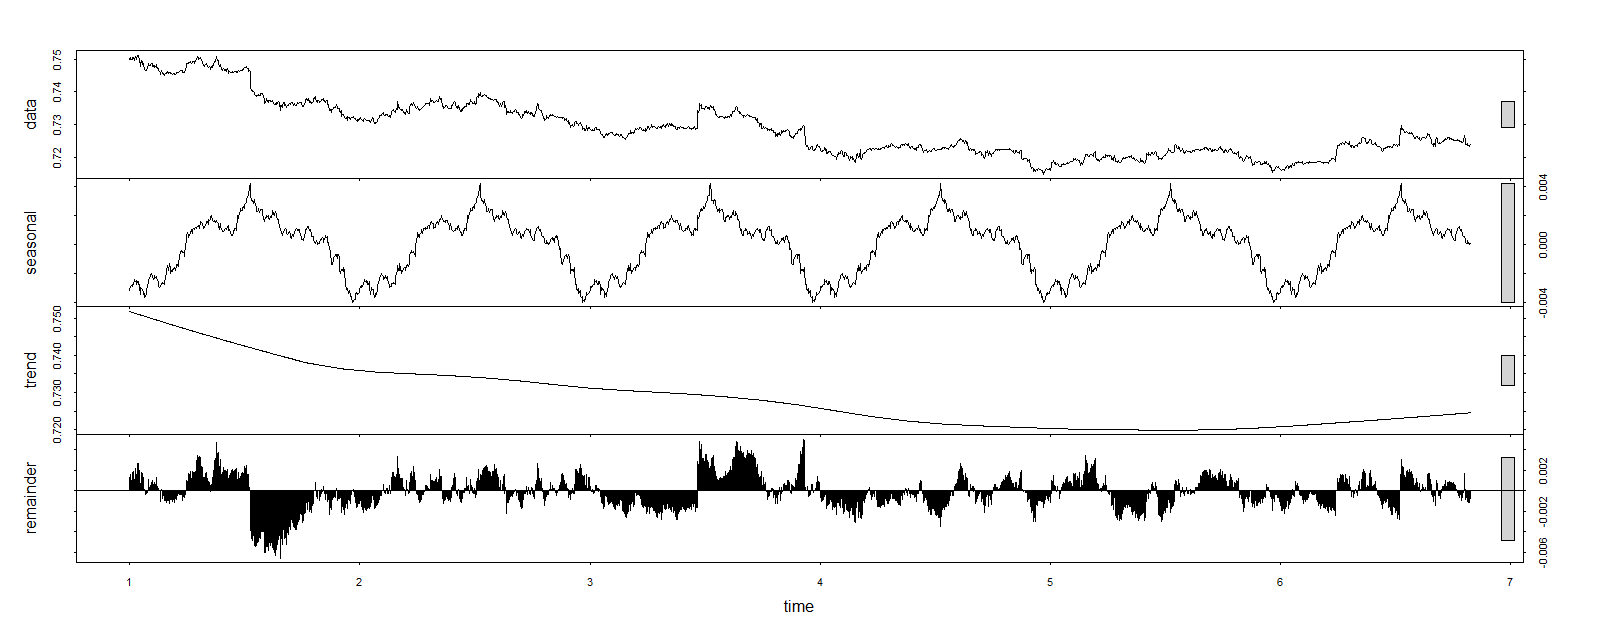 data
0.72 0.73 0.74 0.75
seasonal
-0.004 0.000 0.004
trend
0.720 0.730 0.740 0.750
remainder
-0.006 -0.002 0.002
1 2 3 4 5 6 7
time